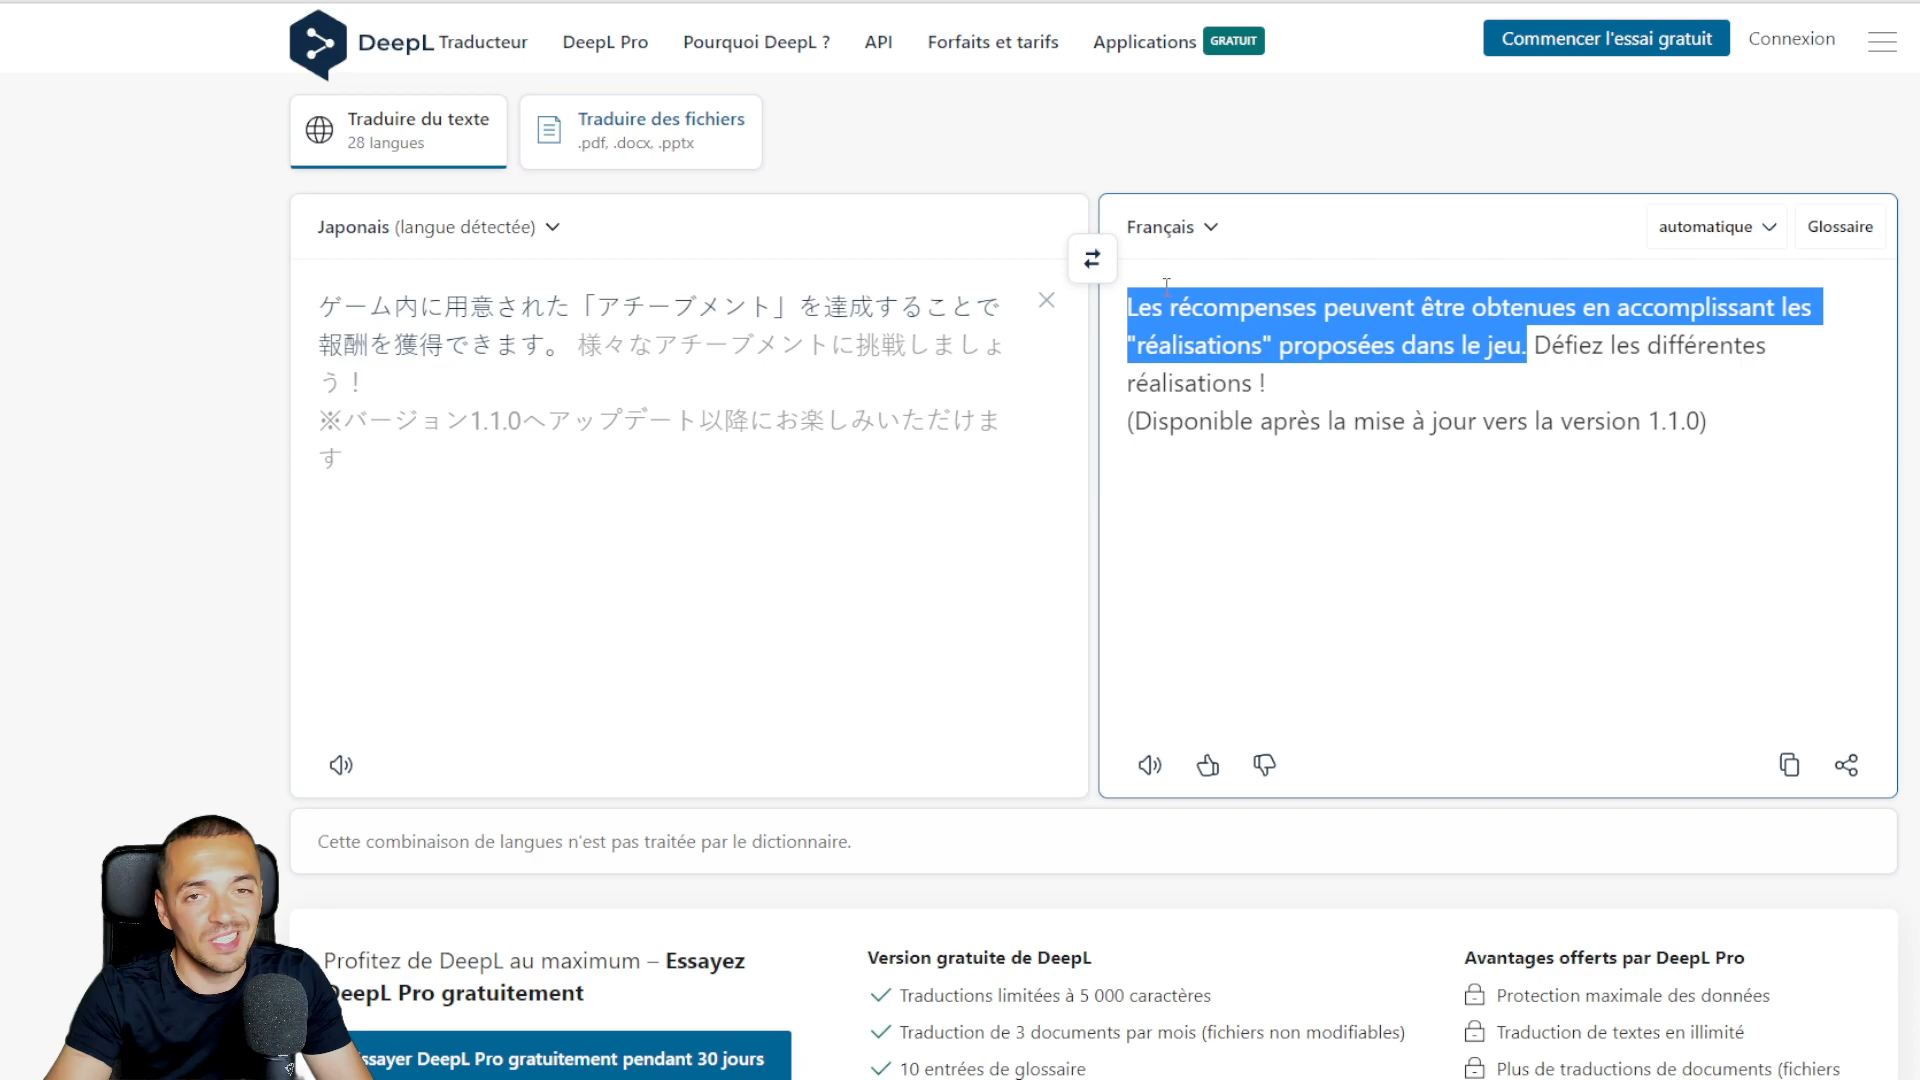 DeepL Traducteur
DeepL Pro
Pourquoi DeepL ?
API
Forfaits et tarifs
Applications GRATUIT
Commencer l'essai gratuit
Connexion
Traduire du texte
28 langues
Traduire des fichiers
.pdf, .docx, .pptx
Japonais (langue détectée)
ゲーム内に用意された「アチーブメント」を達成することで
報酬を獲得できます。 様々なアチーブメントに挑戦しましょ
う！
※バージョン1.1.0へアップデート以降にお楽しみいただけま
す
Français
automatique
Glossaire
Les récompenses peuvent être obtenues en accomplissant les
"réalisations" proposées dans le jeu. Défiez les différentes
réalisations !
(Disponible après la mise à jour vers la version 1.1.0)
Cette combinaison de langues n'est pas traitée par le dictionnaire.
Profitez de DeepL au maximum – Essayez
DeepL Pro gratuitement
ssayer DeepL Pro gratuitement pendant 30 jours
Version gratuite de DeepL
Traductions limitées à 5 000 caractères
Traduction de 3 documents par mois (fichiers non modifiables)
10 entrées de glossaire
Avantages offerts par DeepL Pro
Protection maximale des données
Traduction de textes en illimité
Plus de traductions de documents (fichiers